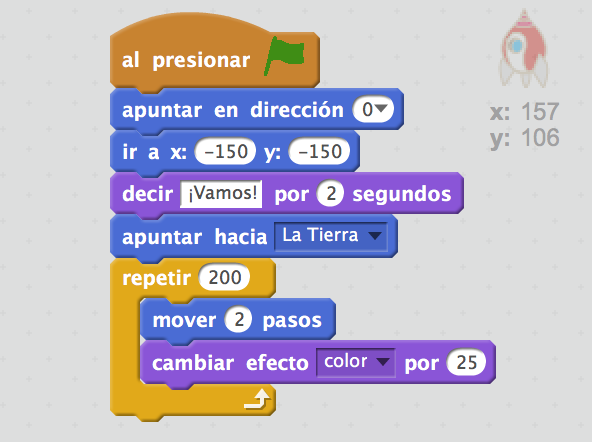 al presionar
apuntar en dirección 0
ir a x: -150 y: -150
decir ¡Vamos! por 2 segundos
apuntar hacia La Tierra
repetir 200
mover 2 pasos
cambiar efecto color por 25
x: 157
y: 106